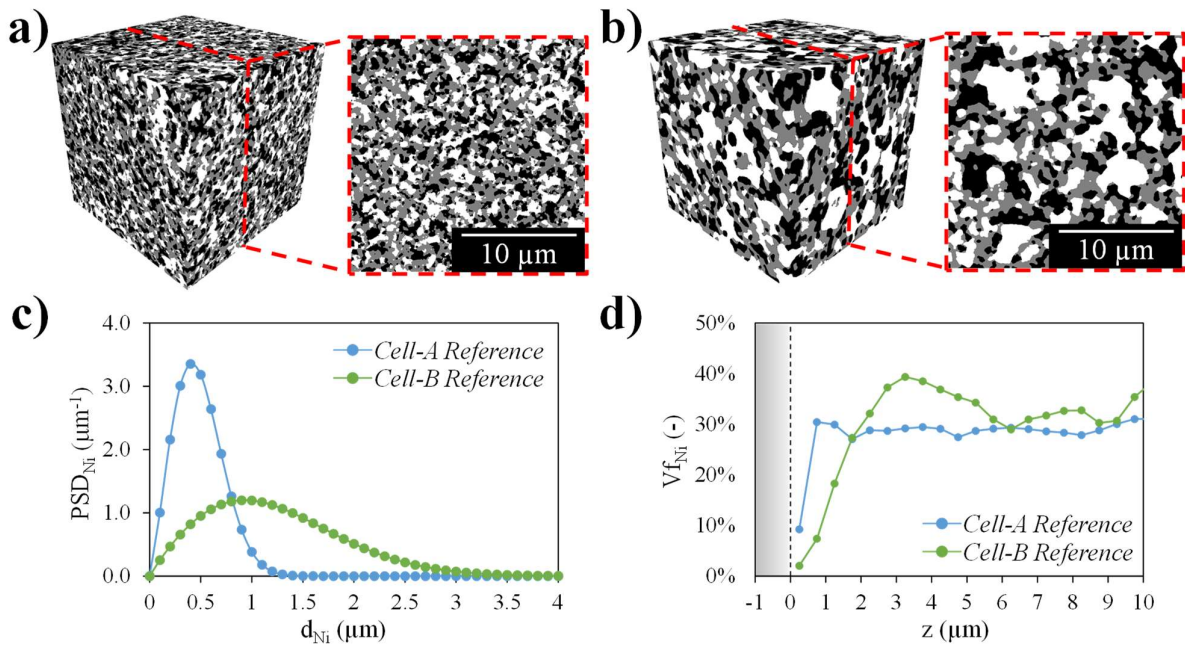 a)
10 μm
b)
10 μm
c)
4.0
3.0
2.0
1.0
0.0
PSD_Ni (μm⁻¹)
Cell-A Reference
Cell-B Reference
0 0.5 1 1.5 2 2.5 3 3.5 4
d_Ni (μm)
d)
50%
40%
30%
20%
10%
0%
Vf_Ni (-)
Cell-A Reference
Cell-B Reference
-1 0 1 2 3 4 5 6 7 8 9 10
z (μm)